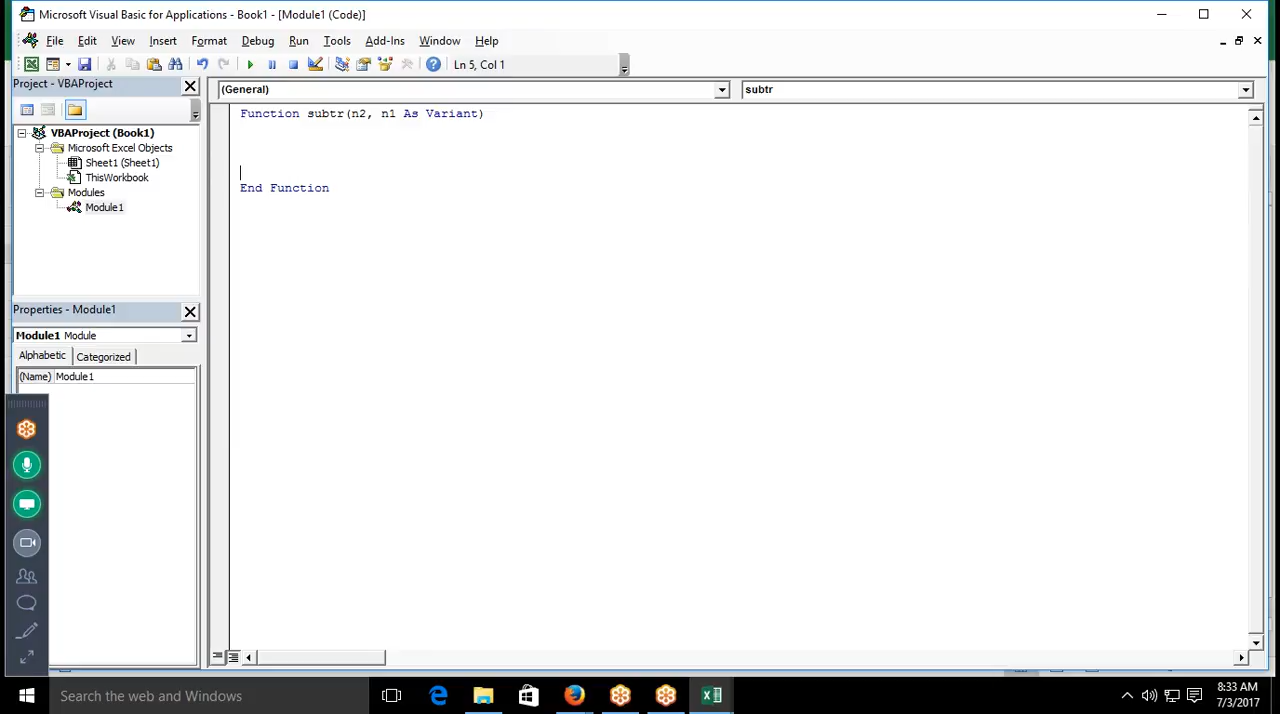 Microsoft Visual Basic for Applications - Book1 - [Module1 (Code)]
File Edit View Insert Format Debug Run Tools Add-Ins Window Help
Ln 5, Col 1
Project - VBAProject
(General)
subtr
VBAProject (Book1)
Microsoft Excel Objects
Sheet1 (Sheet1)
ThisWorkbook
Modules
Module1
Function subtr(n2, n1 As Variant)
End Function
Properties - Module1
Module1 Module
Alphabetic Categorized
(Name) Module1
Search the web and Windows
8:33 AM
7/3/2017